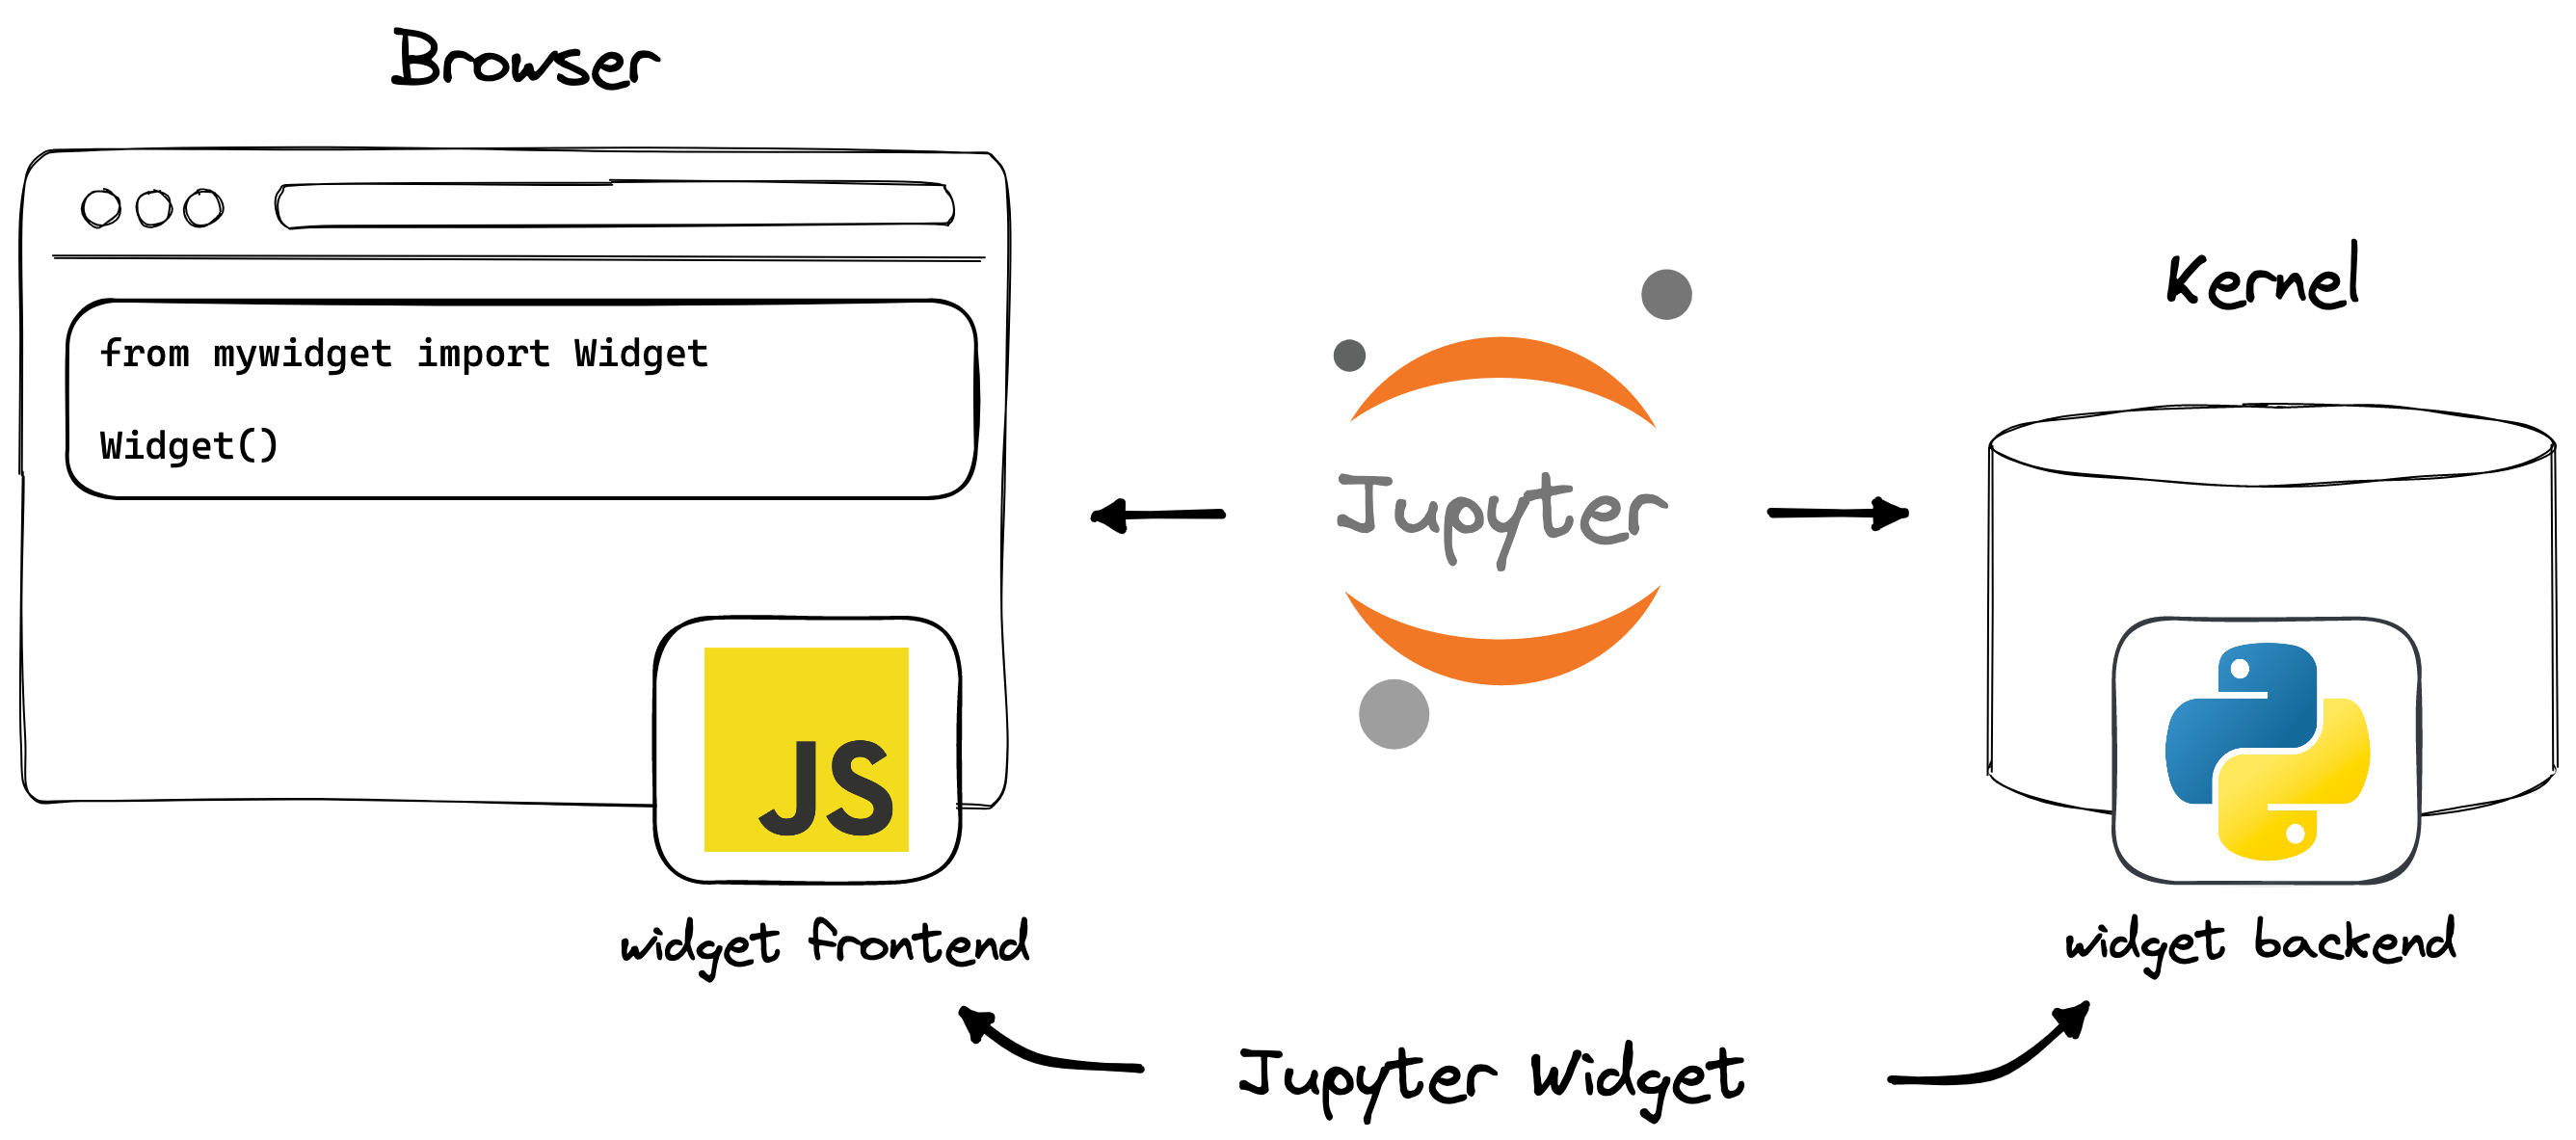 Browser
from mywidget import Widget
Widget()
JS
widget frontend
Jupyter
Kernel
widget backend
Jupyter Widget